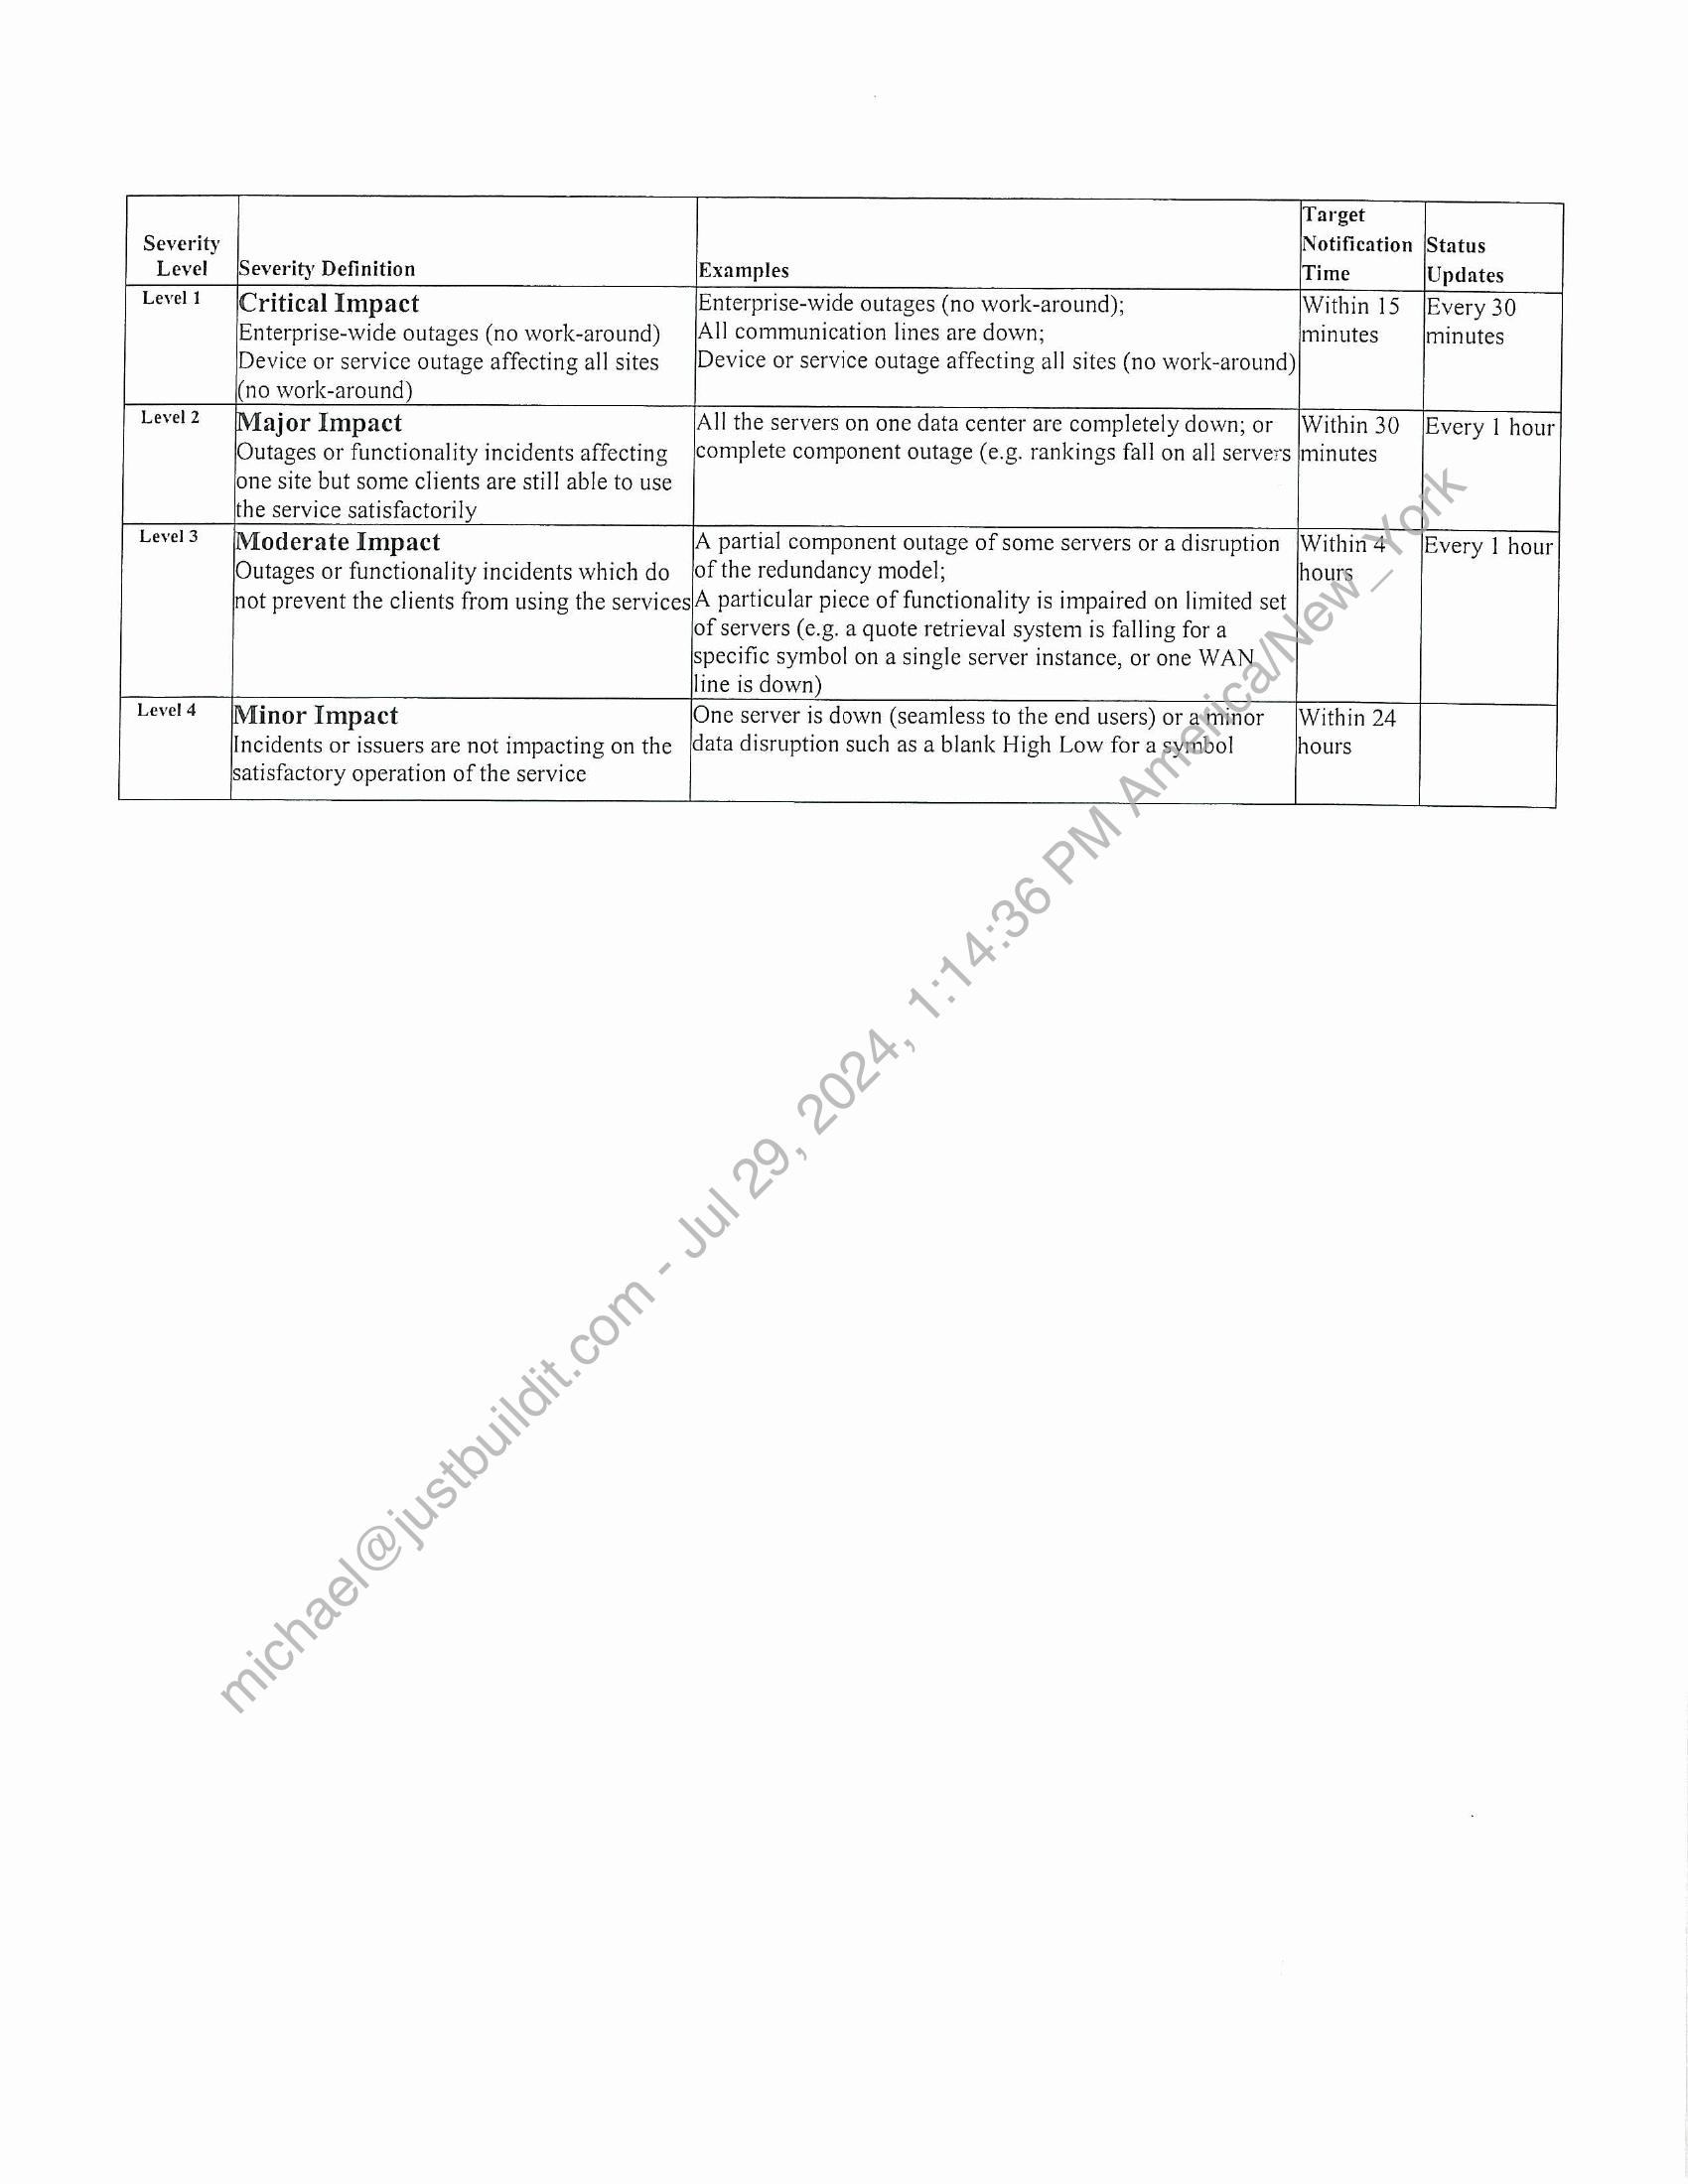 Severity Level
Severity Definition
Examples
Target Notification Time
Status Updates
Level 1
Critical Impact
Enterprise-wide outages (no work-around)
Device or service outage affecting all sites
(no work-around)
Enterprise-wide outages (no work-around);
All communication lines are down;
Device or service outage affecting all sites (no work-around)
Within 15
minutes
Every 30
minutes
Level 2
Major Impact
Outages or functionality incidents affecting
one site but some clients are still able to use
the service satisfactorily
All the servers on one data center are completely down; or
complete component outage (e.g. rankings fall on all servers
Within 30
minutes
Every 1 hour
Level 3
Moderate Impact
Outages or functionality incidents which do
not prevent the clients from using the services
A partial component outage of some servers or a disruption
of the redundancy model;
A particular piece of functionality is impaired on limited set
of servers (e.g. a quote retrieval system is falling for a
specific symbol on a single server instance, or one WAN
line is down)
Within 4
hours
Every 1 hour
Level 4
Minor Impact
Incidents or issuers are not impacting on the
satisfactory operation of the service
One server is down (seamless to the end users) or a minor
data disruption such as a blank High Low for a symbol
Within 24
hours
michael@justbuildit.com - Jul 29, 2024, 1:14:36 PM America/New_York